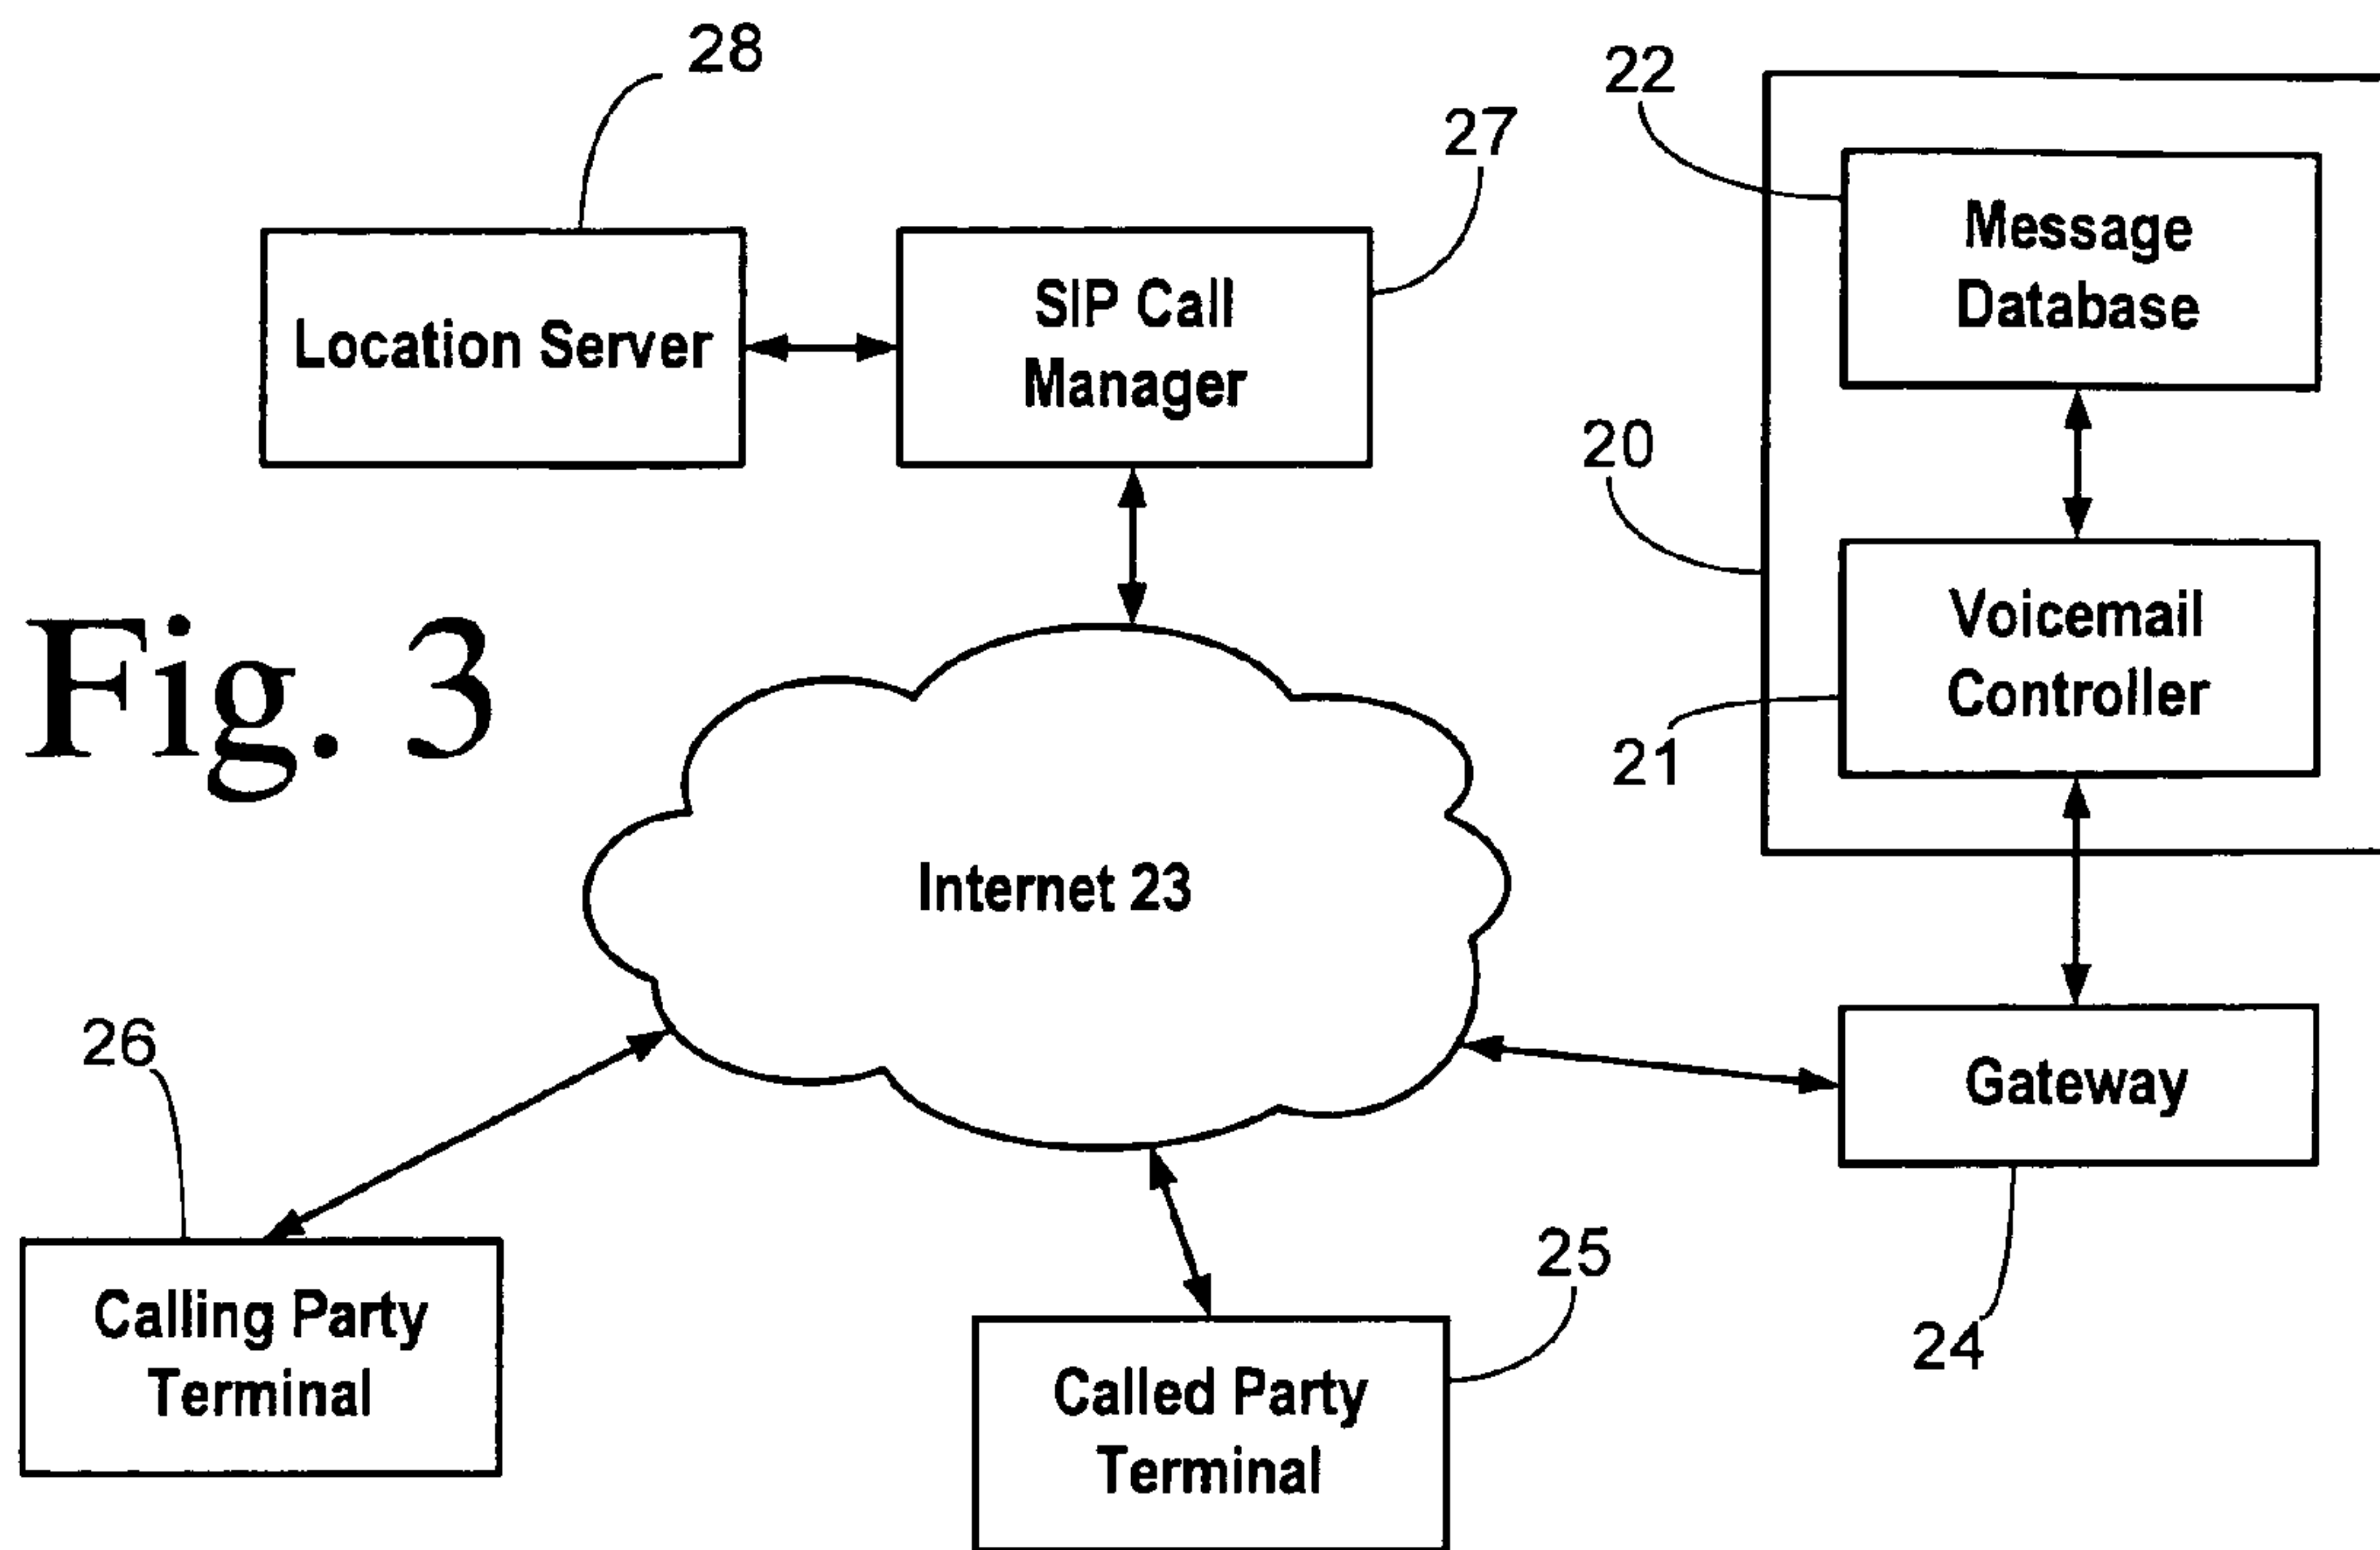 28
22
27
Message
Database
Location Server
SIP Call
Manager
20
Voicemail
Controller
21
Fig. 3
Internet 23
26
Gateway
24
Calling Party
Terminal
25
Called Party
Terminal